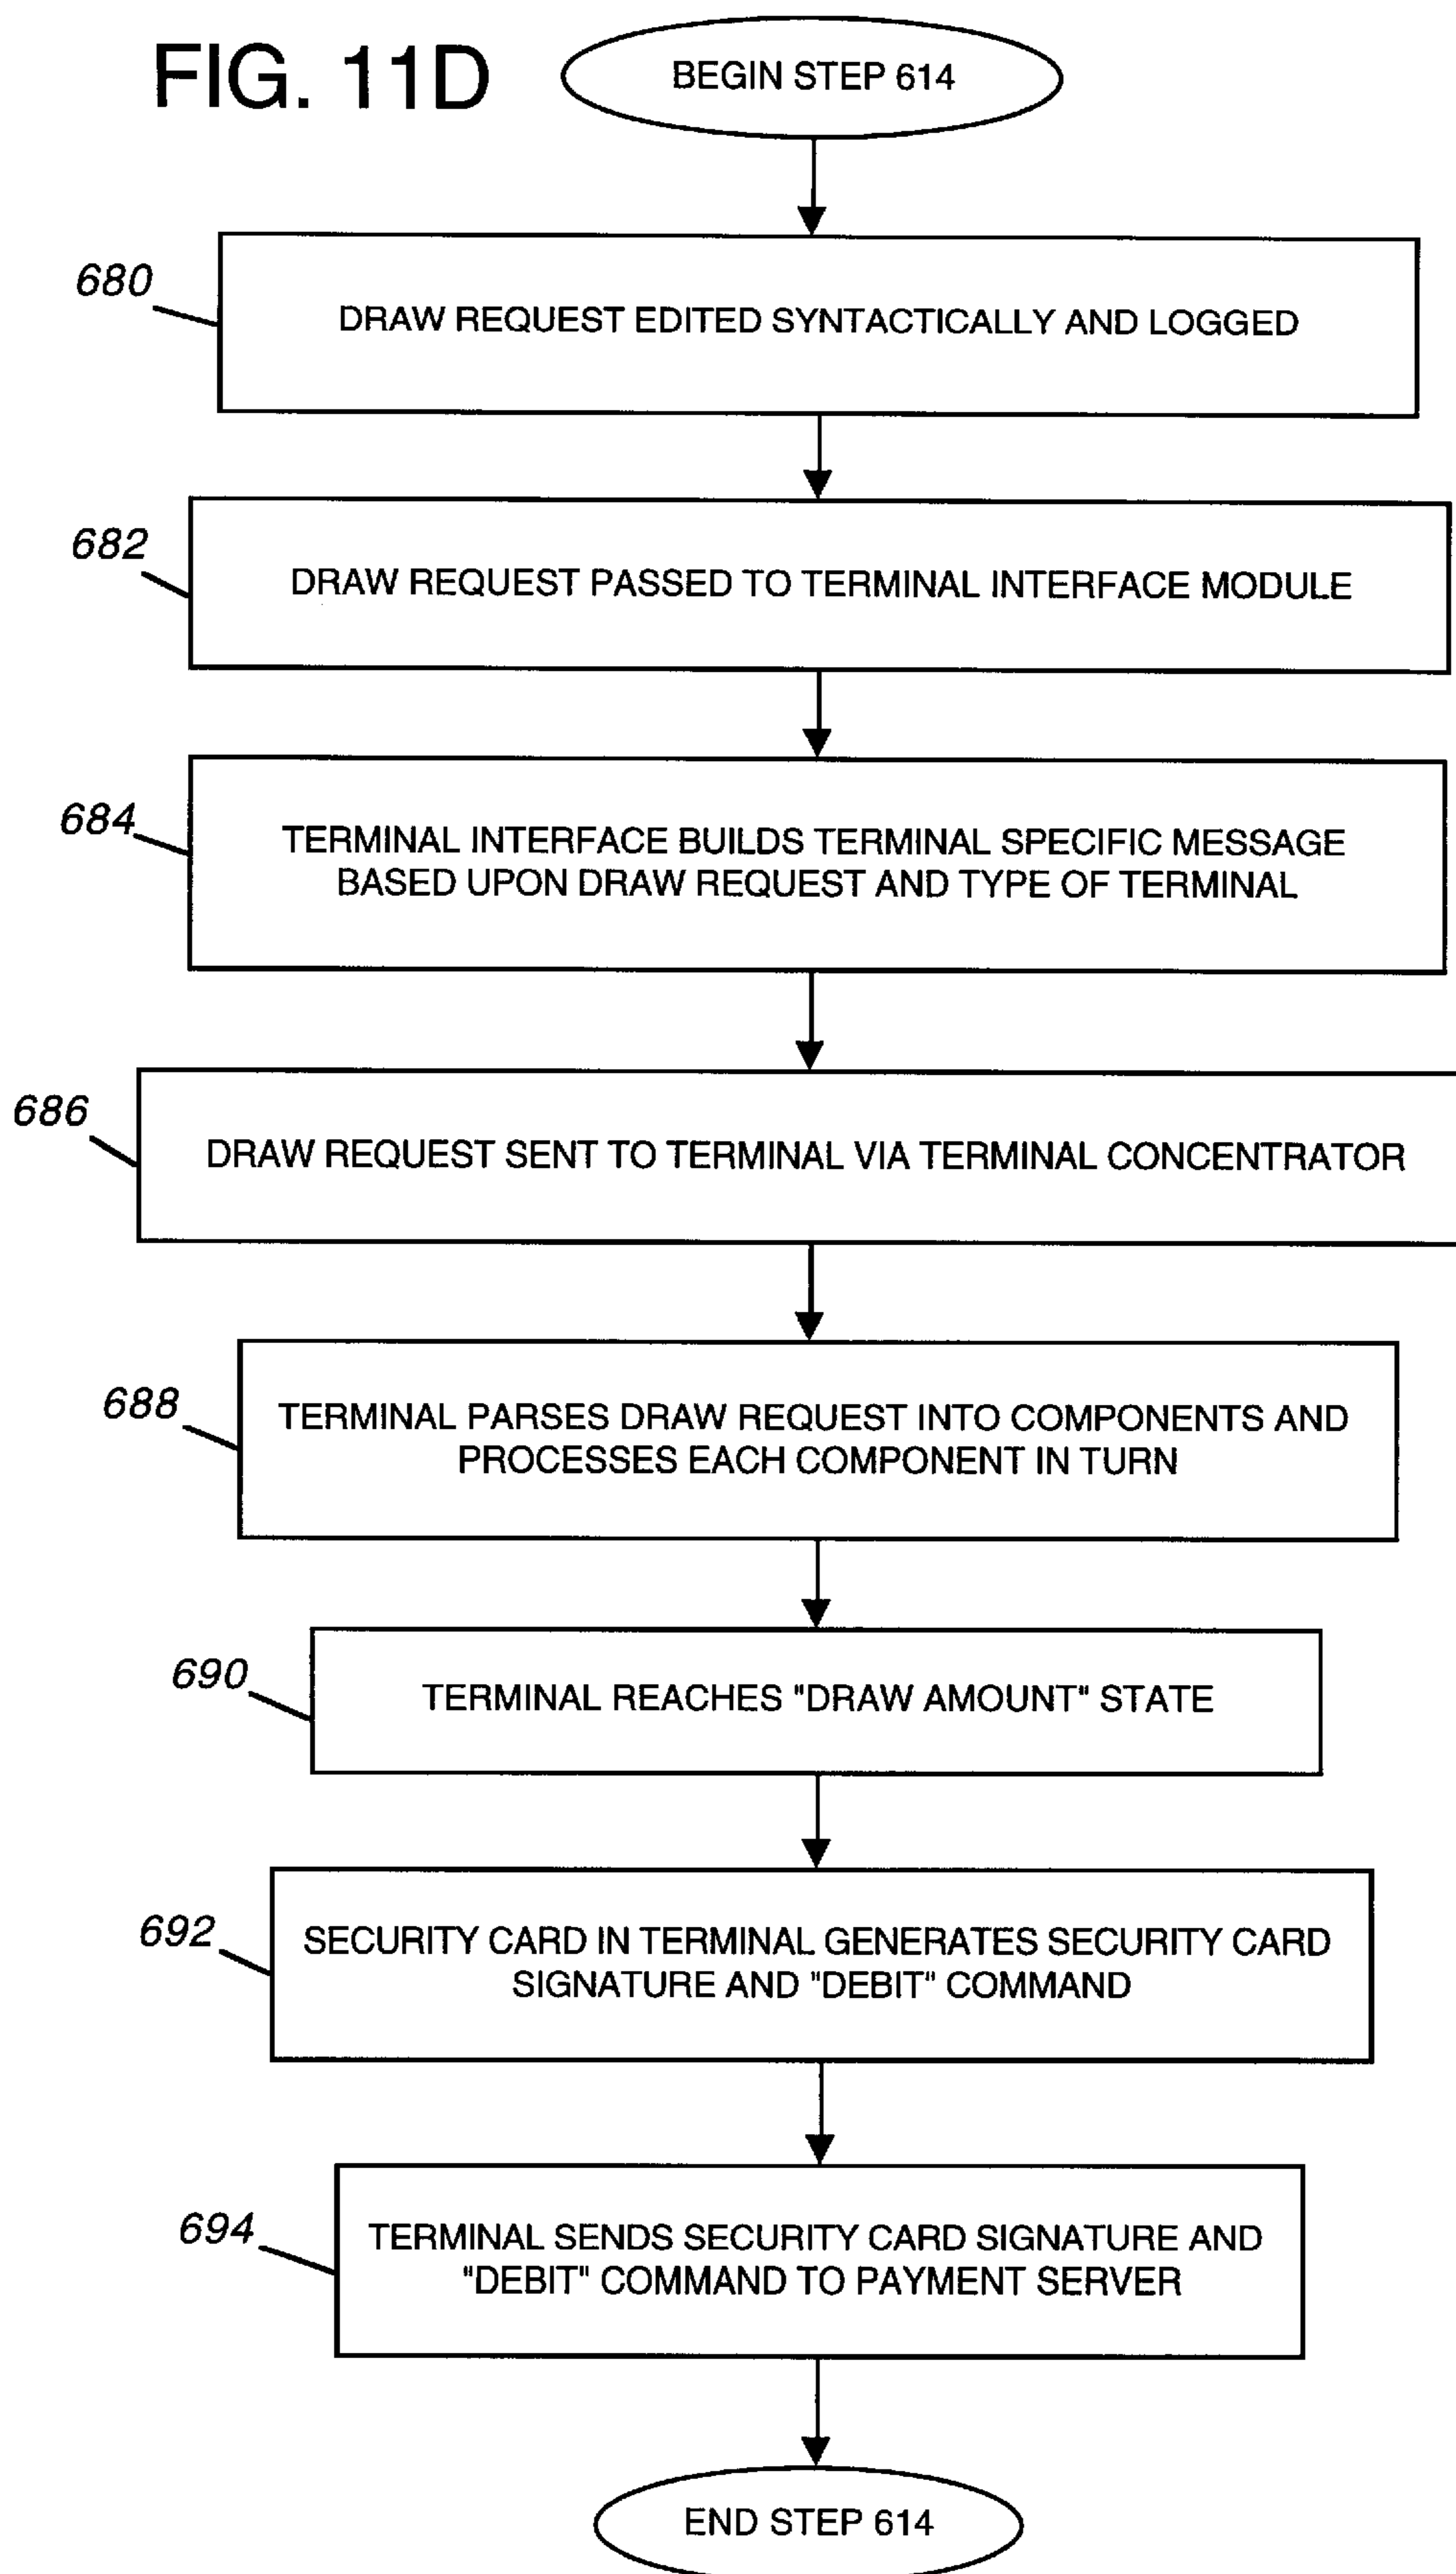 FIG. 11D
BEGIN STEP 614
680
DRAW REQUEST EDITED SYNTACTICALLY AND LOGGED
682
DRAW REQUEST PASSED TO TERMINAL INTERFACE MODULE
684
TERMINAL INTERFACE BUILDS TERMINAL SPECIFIC MESSAGE
BASED UPON DRAW REQUEST AND TYPE OF TERMINAL
686
DRAW REQUEST SENT TO TERMINAL VIA TERMINAL CONCENTRATOR
688
TERMINAL PARSES DRAW REQUEST INTO COMPONENTS AND
PROCESSES EACH COMPONENT IN TURN
690
TERMINAL REACHES "DRAW AMOUNT" STATE
692
SECURITY CARD IN TERMINAL GENERATES SECURITY CARD
SIGNATURE AND "DEBIT" COMMAND
694
TERMINAL SENDS SECURITY CARD SIGNATURE AND
"DEBIT" COMMAND TO PAYMENT SERVER
END STEP 614